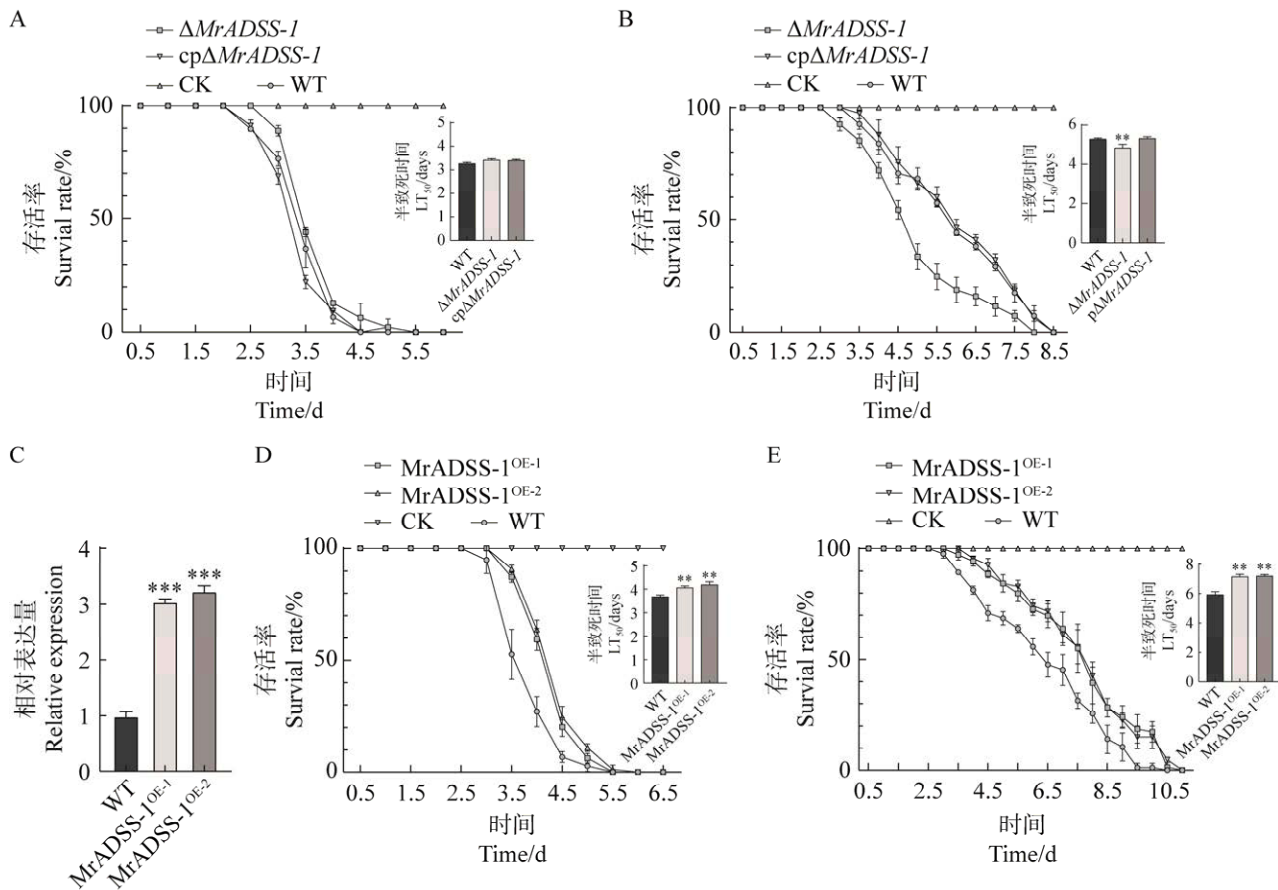 A
ΔMrADSS-1
cpΔMrADSS-1
CK
WT
100
50
0
存活率
Survial rate/%
0.5 1.5 2.5 3.5 4.5 5.5
时间
Time/d
5
4
3
2
1
0
半致死时间
LT50/days
WT
ΔMrADSS-1
cpΔMrADSS-1
B
ΔMrADSS-1
cpΔMrADSS-1
CK
WT
100
50
0
存活率
Survial rate/%
0.5 1.5 2.5 3.5 4.5 5.5 6.5 7.5 8.5
时间
Time/d
6
4
2
0
半致死时间
LT50/days
**
WT
ΔMrADSS-1
pΔMrADSS-1
C
4
3
2
1
0
相对表达量
Relative expression
***
***
WT
MrADSS-1OE-1
MrADSS-1OE-2
D
MrADSS-1OE-1
MrADSS-1OE-2
CK
WT
100
50
0
存活率
Survial rate/%
0.5 1.5 2.5 3.5 4.5 5.5 6.5
时间
Time/d
5
4
3
2
1
0
半致死时间
LT50/days
** **
WT
MrADSS-1OE-1
MrADSS-1OE-2
E
MrADSS-1OE-1
MrADSS-1OE-2
CK
WT
100
50
0
存活率
Survial rate/%
0.5 2.5 4.5 6.5 8.5 10.5
时间
Time/d
8
6
4
2
0
半致死时间
LT50/days
** **
WT
MrADSS-1OE-1
MrADSS-1OE-2